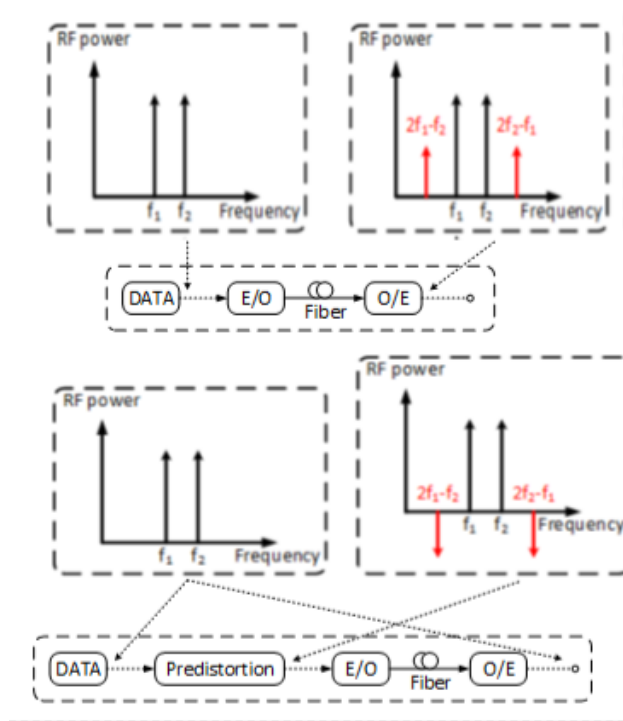 RF power
f₁ f₂ Frequency
RF power
2f₁-f₂ 2f₂-f₁
f₁ f₂ Frequency
DATA E/O Fiber O/E
RF power
f₁ f₂ Frequency
RF power
2f₁-f₂ 2f₂-f₁
f₁ f₂ Frequency
DATA Predistortion E/O Fiber O/E